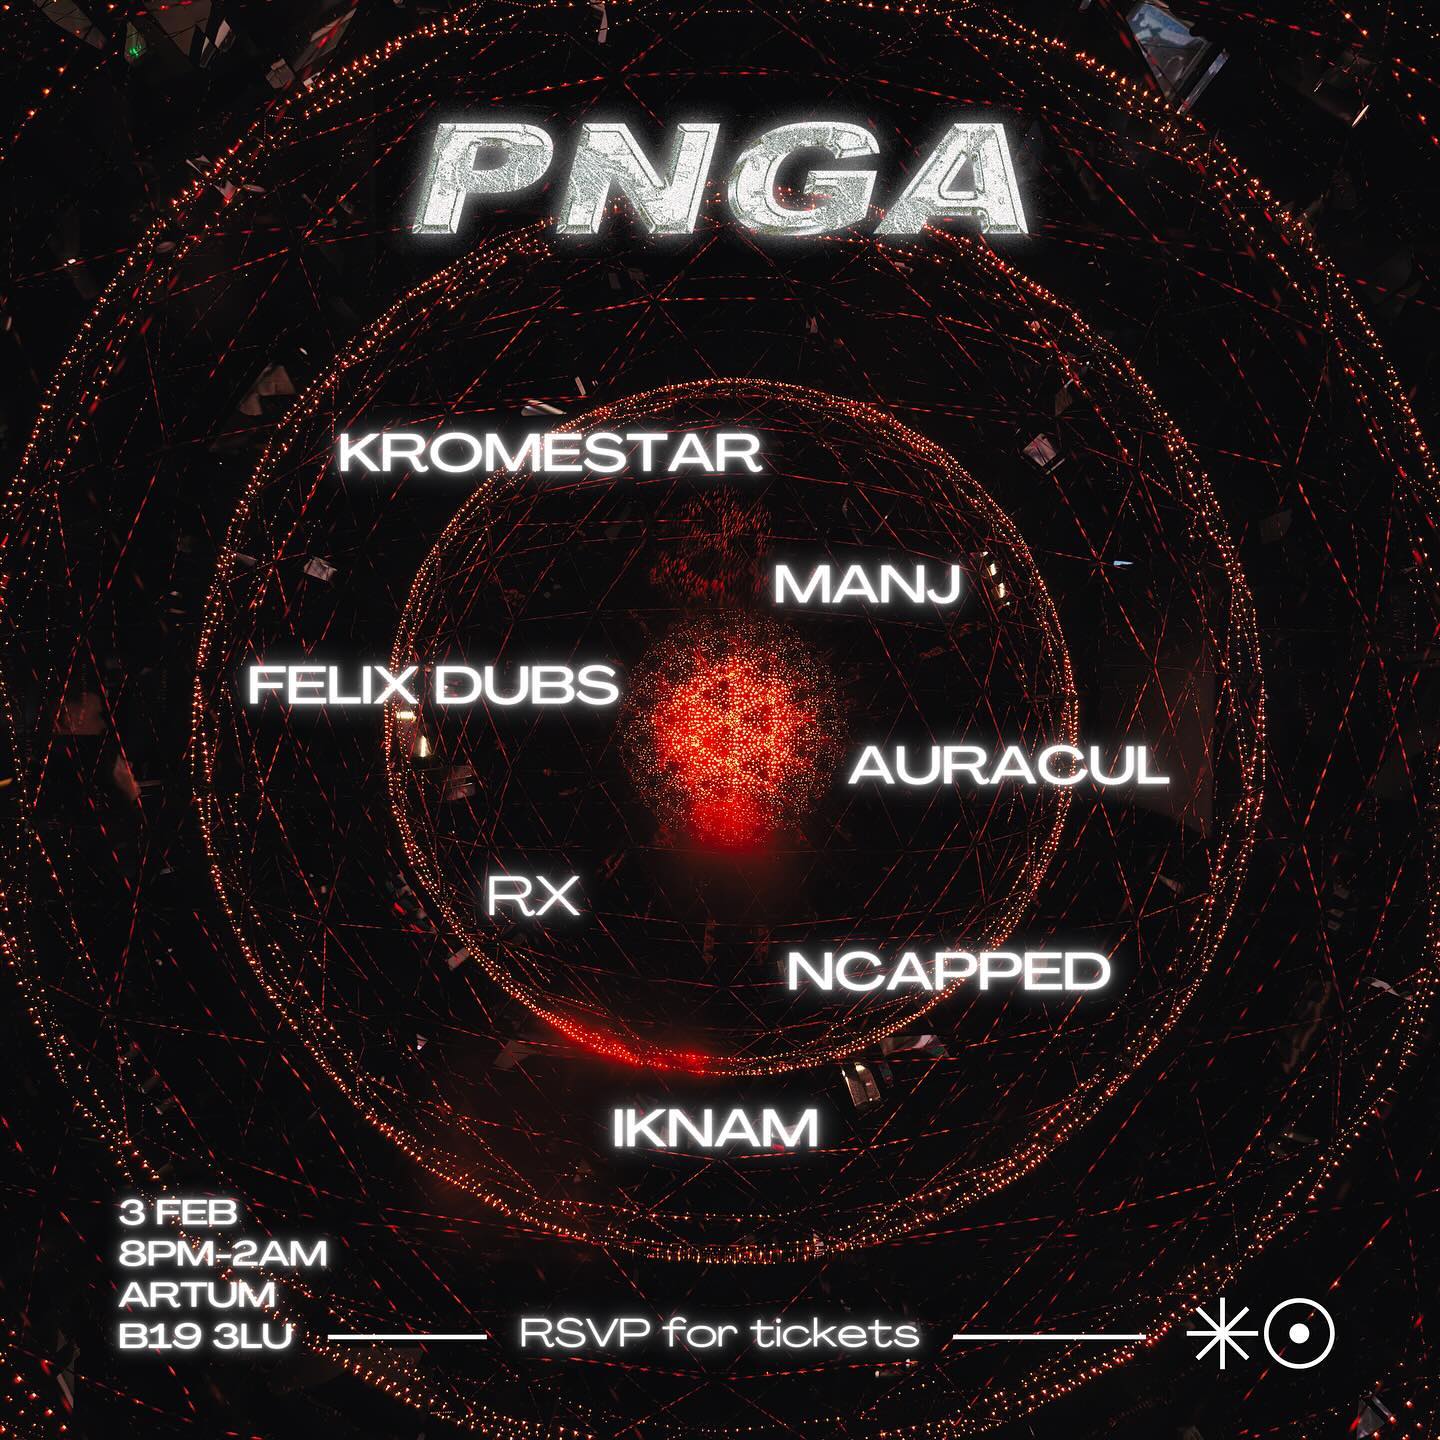 PNGA
KROMESTAR
MANJ
FELIX DUBS
AURACUL
RX
NCAPPED
IKNAM
3 FEB
8PM-2AM
ARTUM
B19 3LU
RSVP for tickets